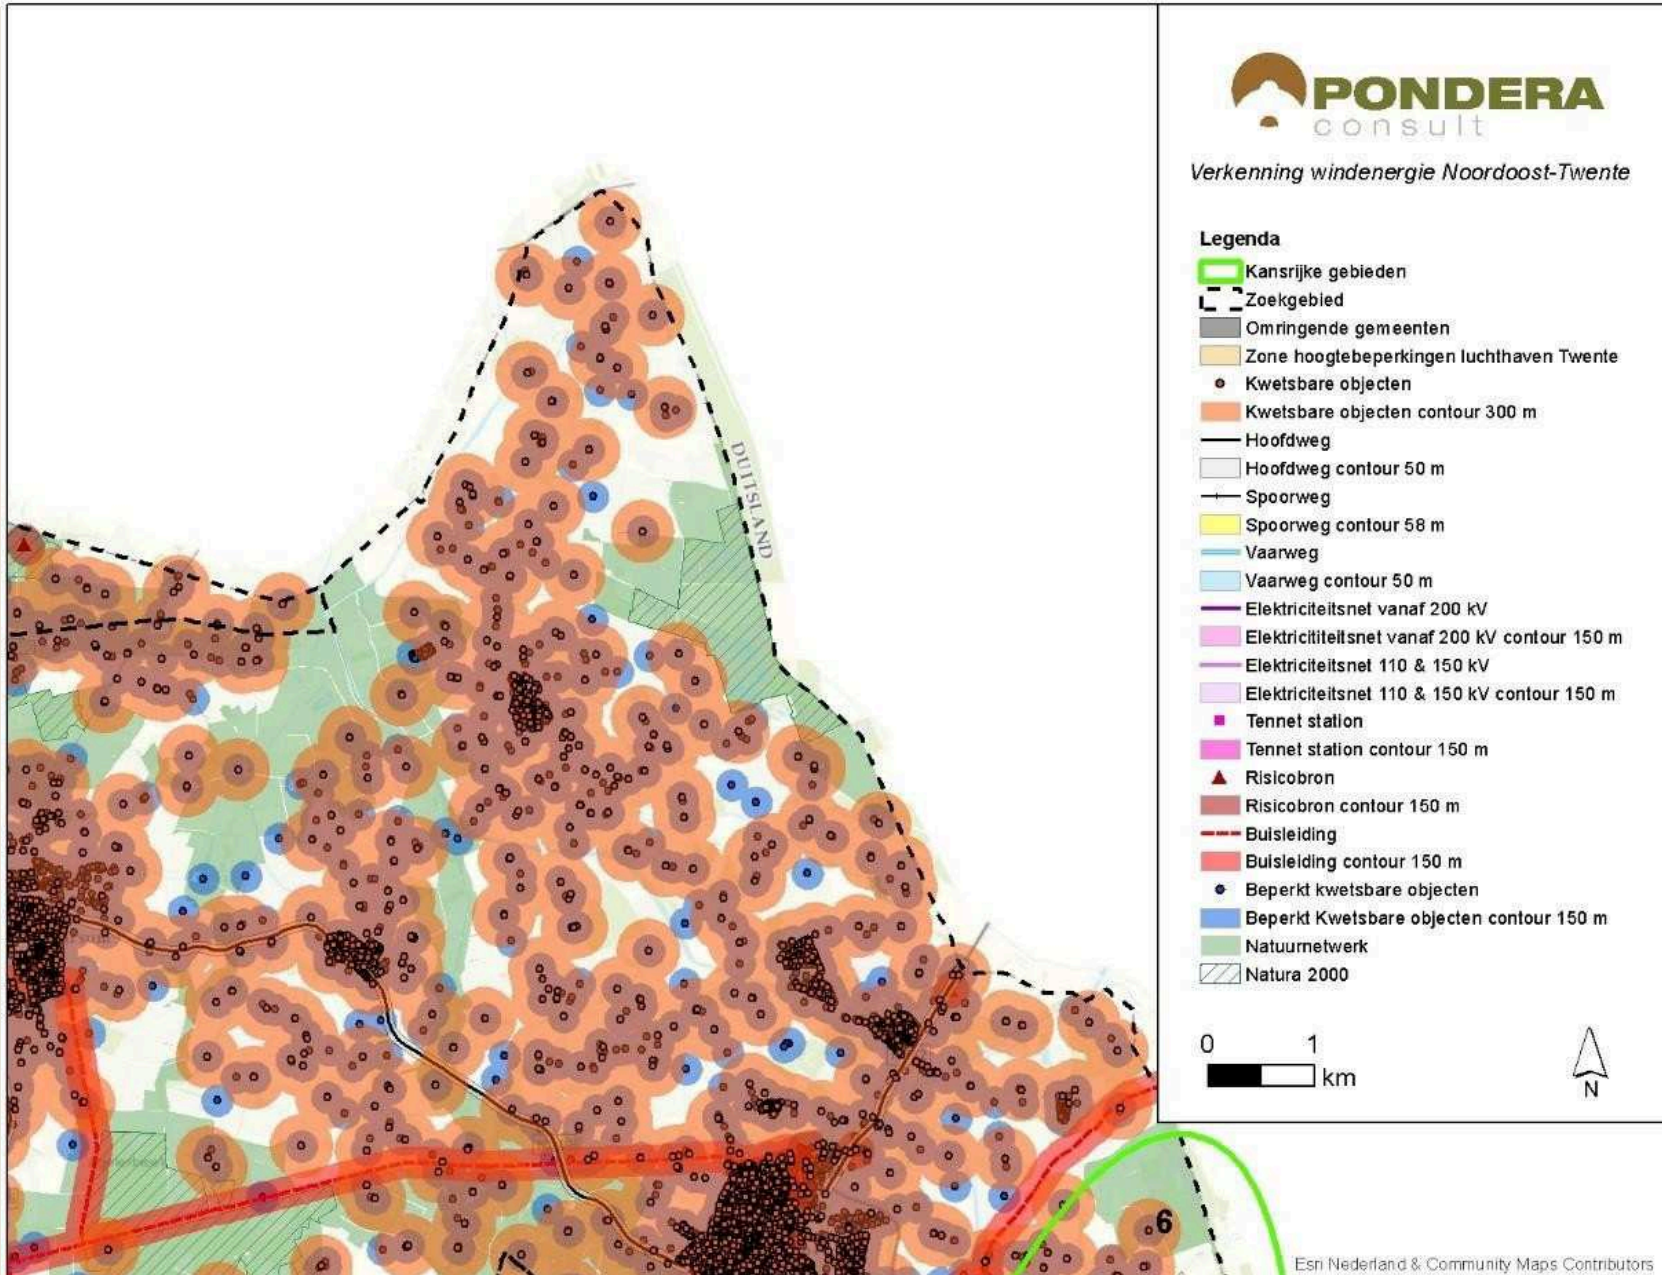 PONDERA
consult
Verkenning windenergie Noordoost-Twente
Legenda
Kansrijke gebieden
Zoekgebied
Omringende gemeenten
Zone hoogtebeperkingen luchthaven Twente
Kwetsbare objecten
Kwetsbare objecten contour 300 m
Hoofdweg
Hoofdweg contour 50 m
Spoorweg
Spoorweg contour 58 m
Vaarweg
Vaarweg contour 50 m
Elektriciteitsnet vanaf 200 kV
Elektricititeitsnet vanaf 200 kV contour 150 m
Elektriciteitsnet 110 & 150 kV
Elektriciteitsnet 110 & 150 kV contour 150 m
Tennet station
Tennet station contour 150 m
Risicobron
Risicobron contour 150 m
Buisleiding
Buisleiding contour 150 m
Beperkt kwetsbare objecten
Beperkt Kwetsbare objecten contour 150 m
Natuurnetwerk
Natura 2000
0 1
km
N
DUITSLAND
6
Esri Nederland & Community Maps Contributors